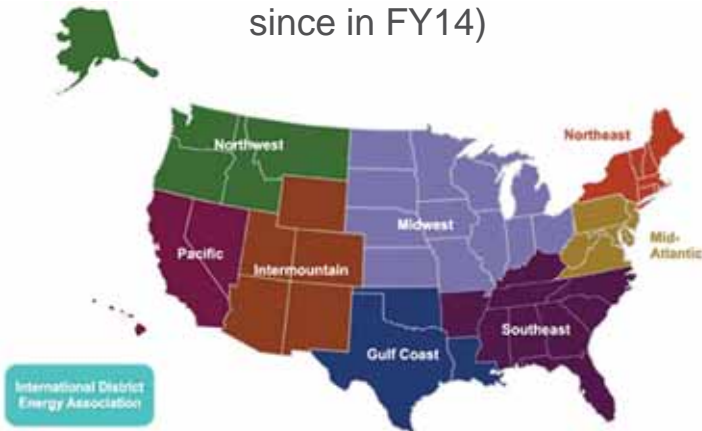 since in FY14)
Northwest
Northeast
Midwest
Mid-
Atlantic
Pacific
Intermountain
Southeast
Gulf Coast
International District
Energy Association